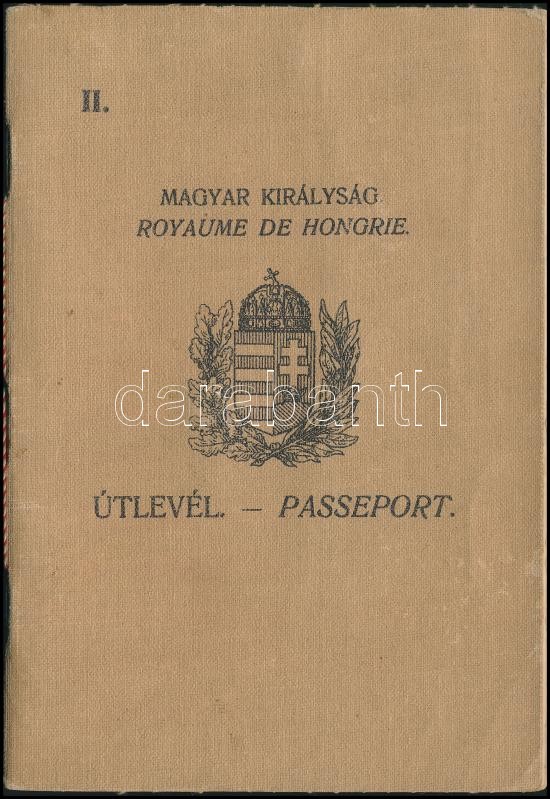 II.
MAGYAR KIRÁLYSÁG.
ROYAUME DE HONGRIE.
darabanth
ÚTLEVÉL. — PASSEPORT.